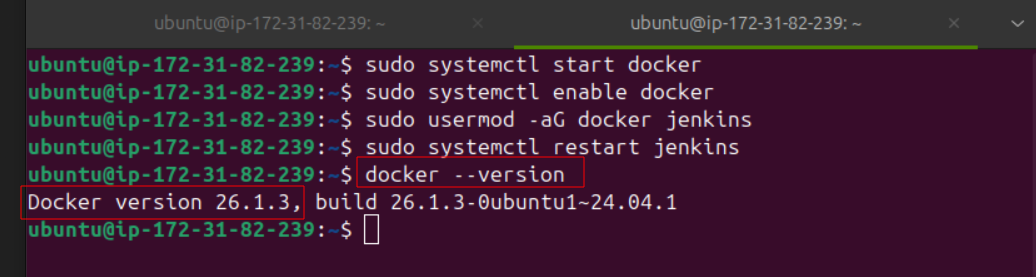 ubuntu@ip-172-31-82-239: ~ × ubuntu@ip-172-31-82-239: ~ ×
ubuntu@ip-172-31-82-239:~$ sudo systemctl start docker
ubuntu@ip-172-31-82-239:~$ sudo systemctl enable docker
ubuntu@ip-172-31-82-239:~$ sudo usermod -aG docker jenkins
ubuntu@ip-172-31-82-239:~$ sudo systemctl restart jenkins
ubuntu@ip-172-31-82-239:~$ docker --version
Docker version 26.1.3, build 26.1.3-0ubuntu1~24.04.1
ubuntu@ip-172-31-82-239:~$